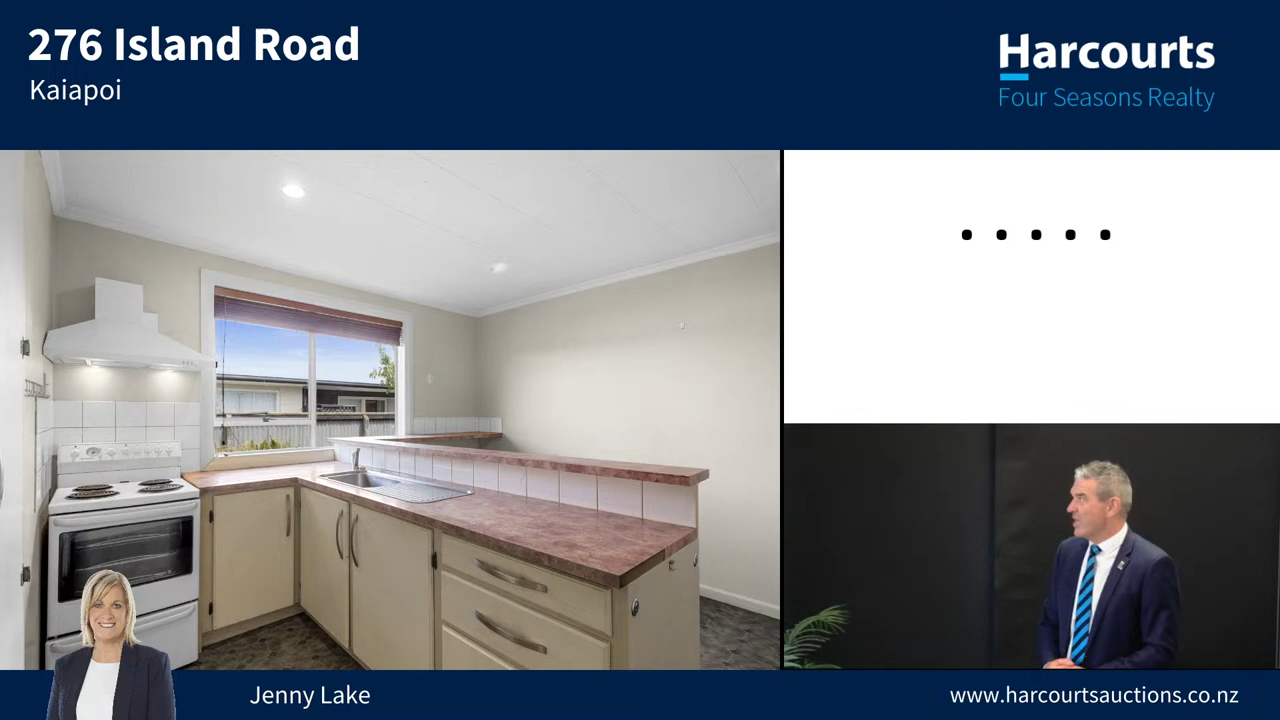 276 Island Road
Kaiapoi
Harcourts
Four Seasons Realty
• • • • •
Jenny Lake
www.harcourtsauctions.co.nz